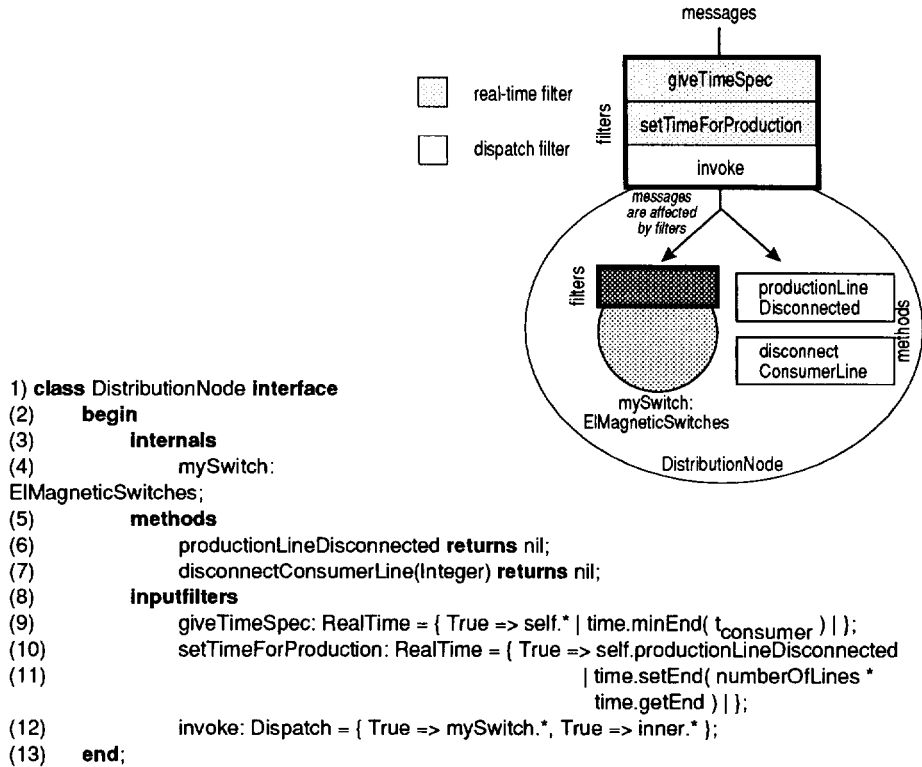 messages
giveTimeSpec
real-time filter
filters
setTimeForProduction
dispatch filter
invoke
messages
are affected
by filters
filters
productionLine
Disconnected
methods
disconnect
ConsumerLine
mySwitch:
ElMagneticSwitches
DistributionNode
1) class DistributionNode interface
(2) begin
(3) internals
(4) mySwitch:
ElMagneticSwitches;
(5) methods
(6) productionLineDisconnected returns nil;
(7) disconnectConsumerLine(Integer) returns nil;
(8) inputfilters
(9) giveTimeSpec: RealTime = { True => self.* | time.minEnd( tconsumer ) | };
(10) setTimeForProduction: RealTime = { True => self.productionLineDisconnected
(11) | time.setEnd( numberOfLines *
time.getEnd ) | };
(12) invoke: Dispatch = { True => mySwitch.*, True => inner.* };
(13) end;